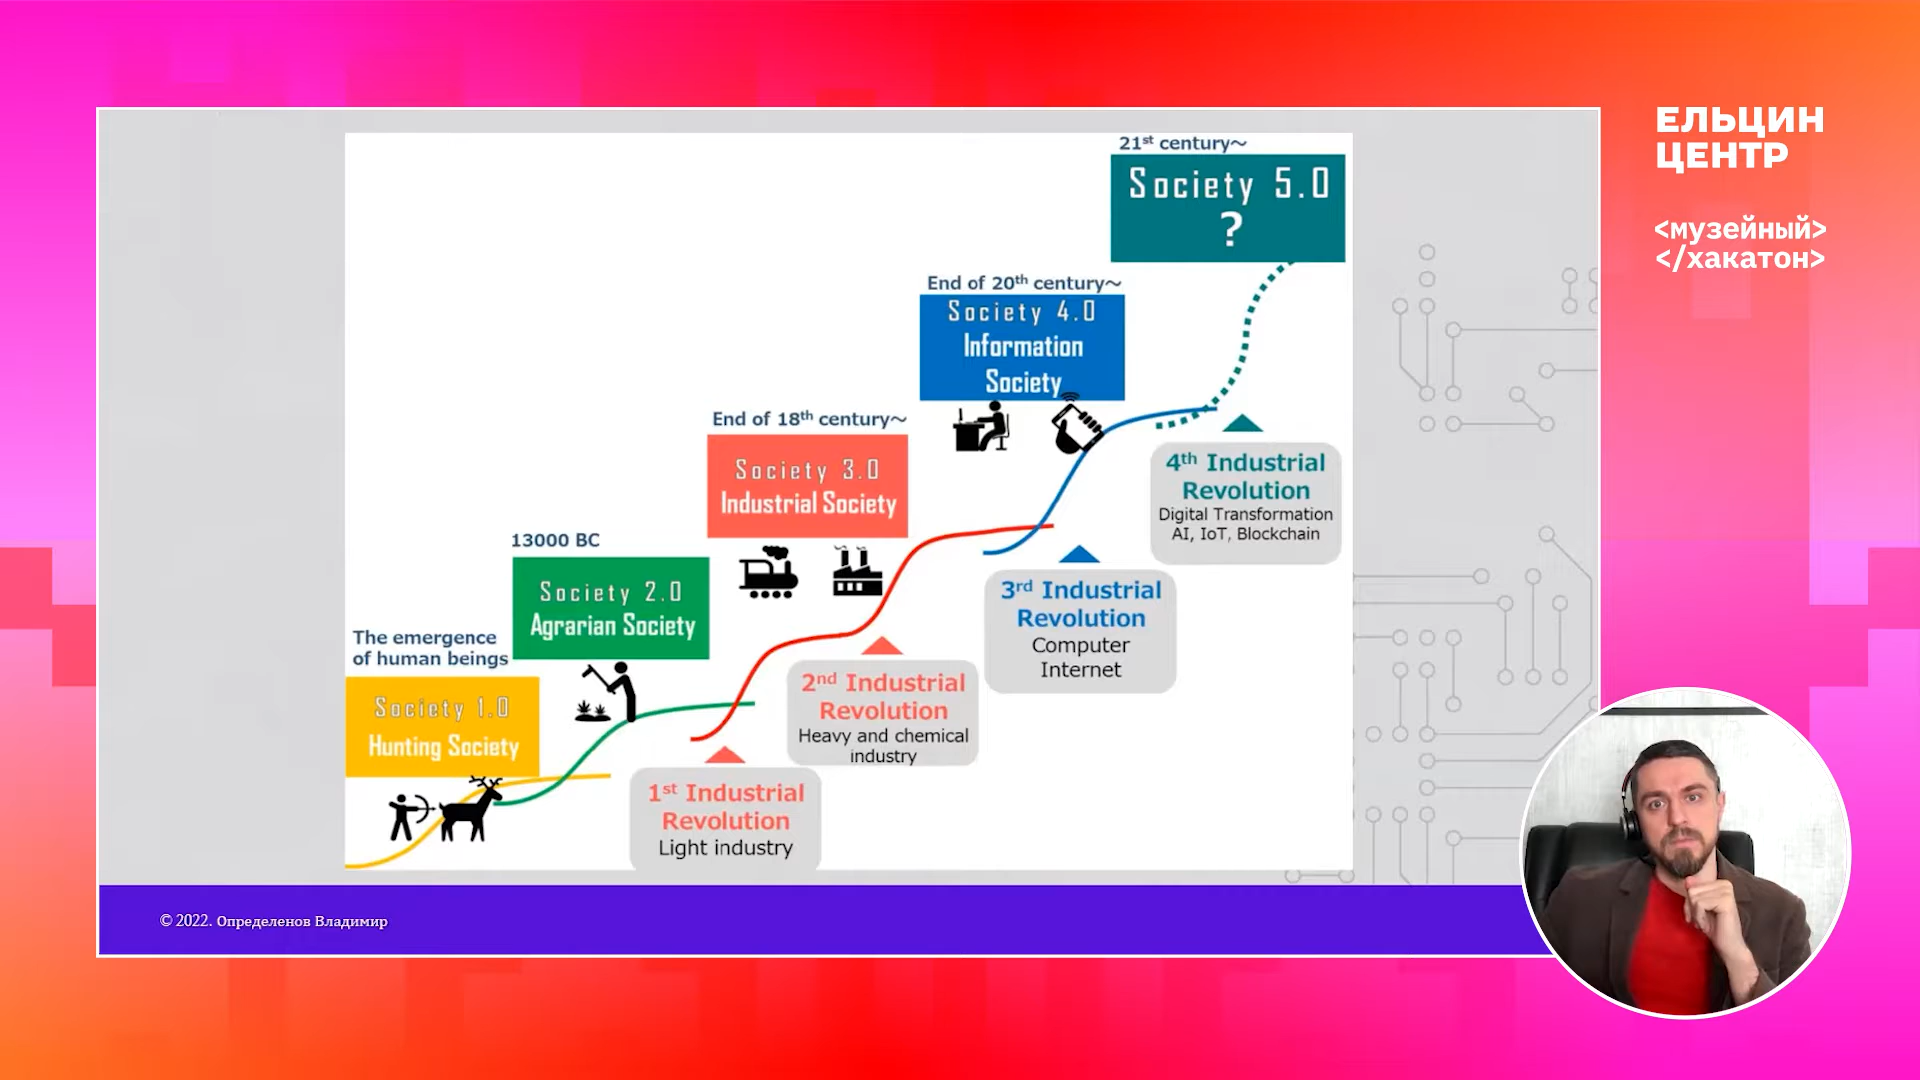 ЕЛЬЦИН
ЦЕНТР
<музейный>
</хакатон>
21st century～
Society 5.0
?
End of 20th century～
Society 4.0
Information
Society
End of 18th century～
Society 3.0
Industrial Society
13000 BC
Society 2.0
Agrarian Society
The emergence
of human beings
Society 1.0
Hunting Society
1st Industrial
Revolution
Light industry
2nd Industrial
Revolution
Heavy and chemical
industry
3rd Industrial
Revolution
Computer
Internet
4th Industrial
Revolution
Digital Transformation
AI, IoT, Blockchain
© 2022. Определенов Владимир